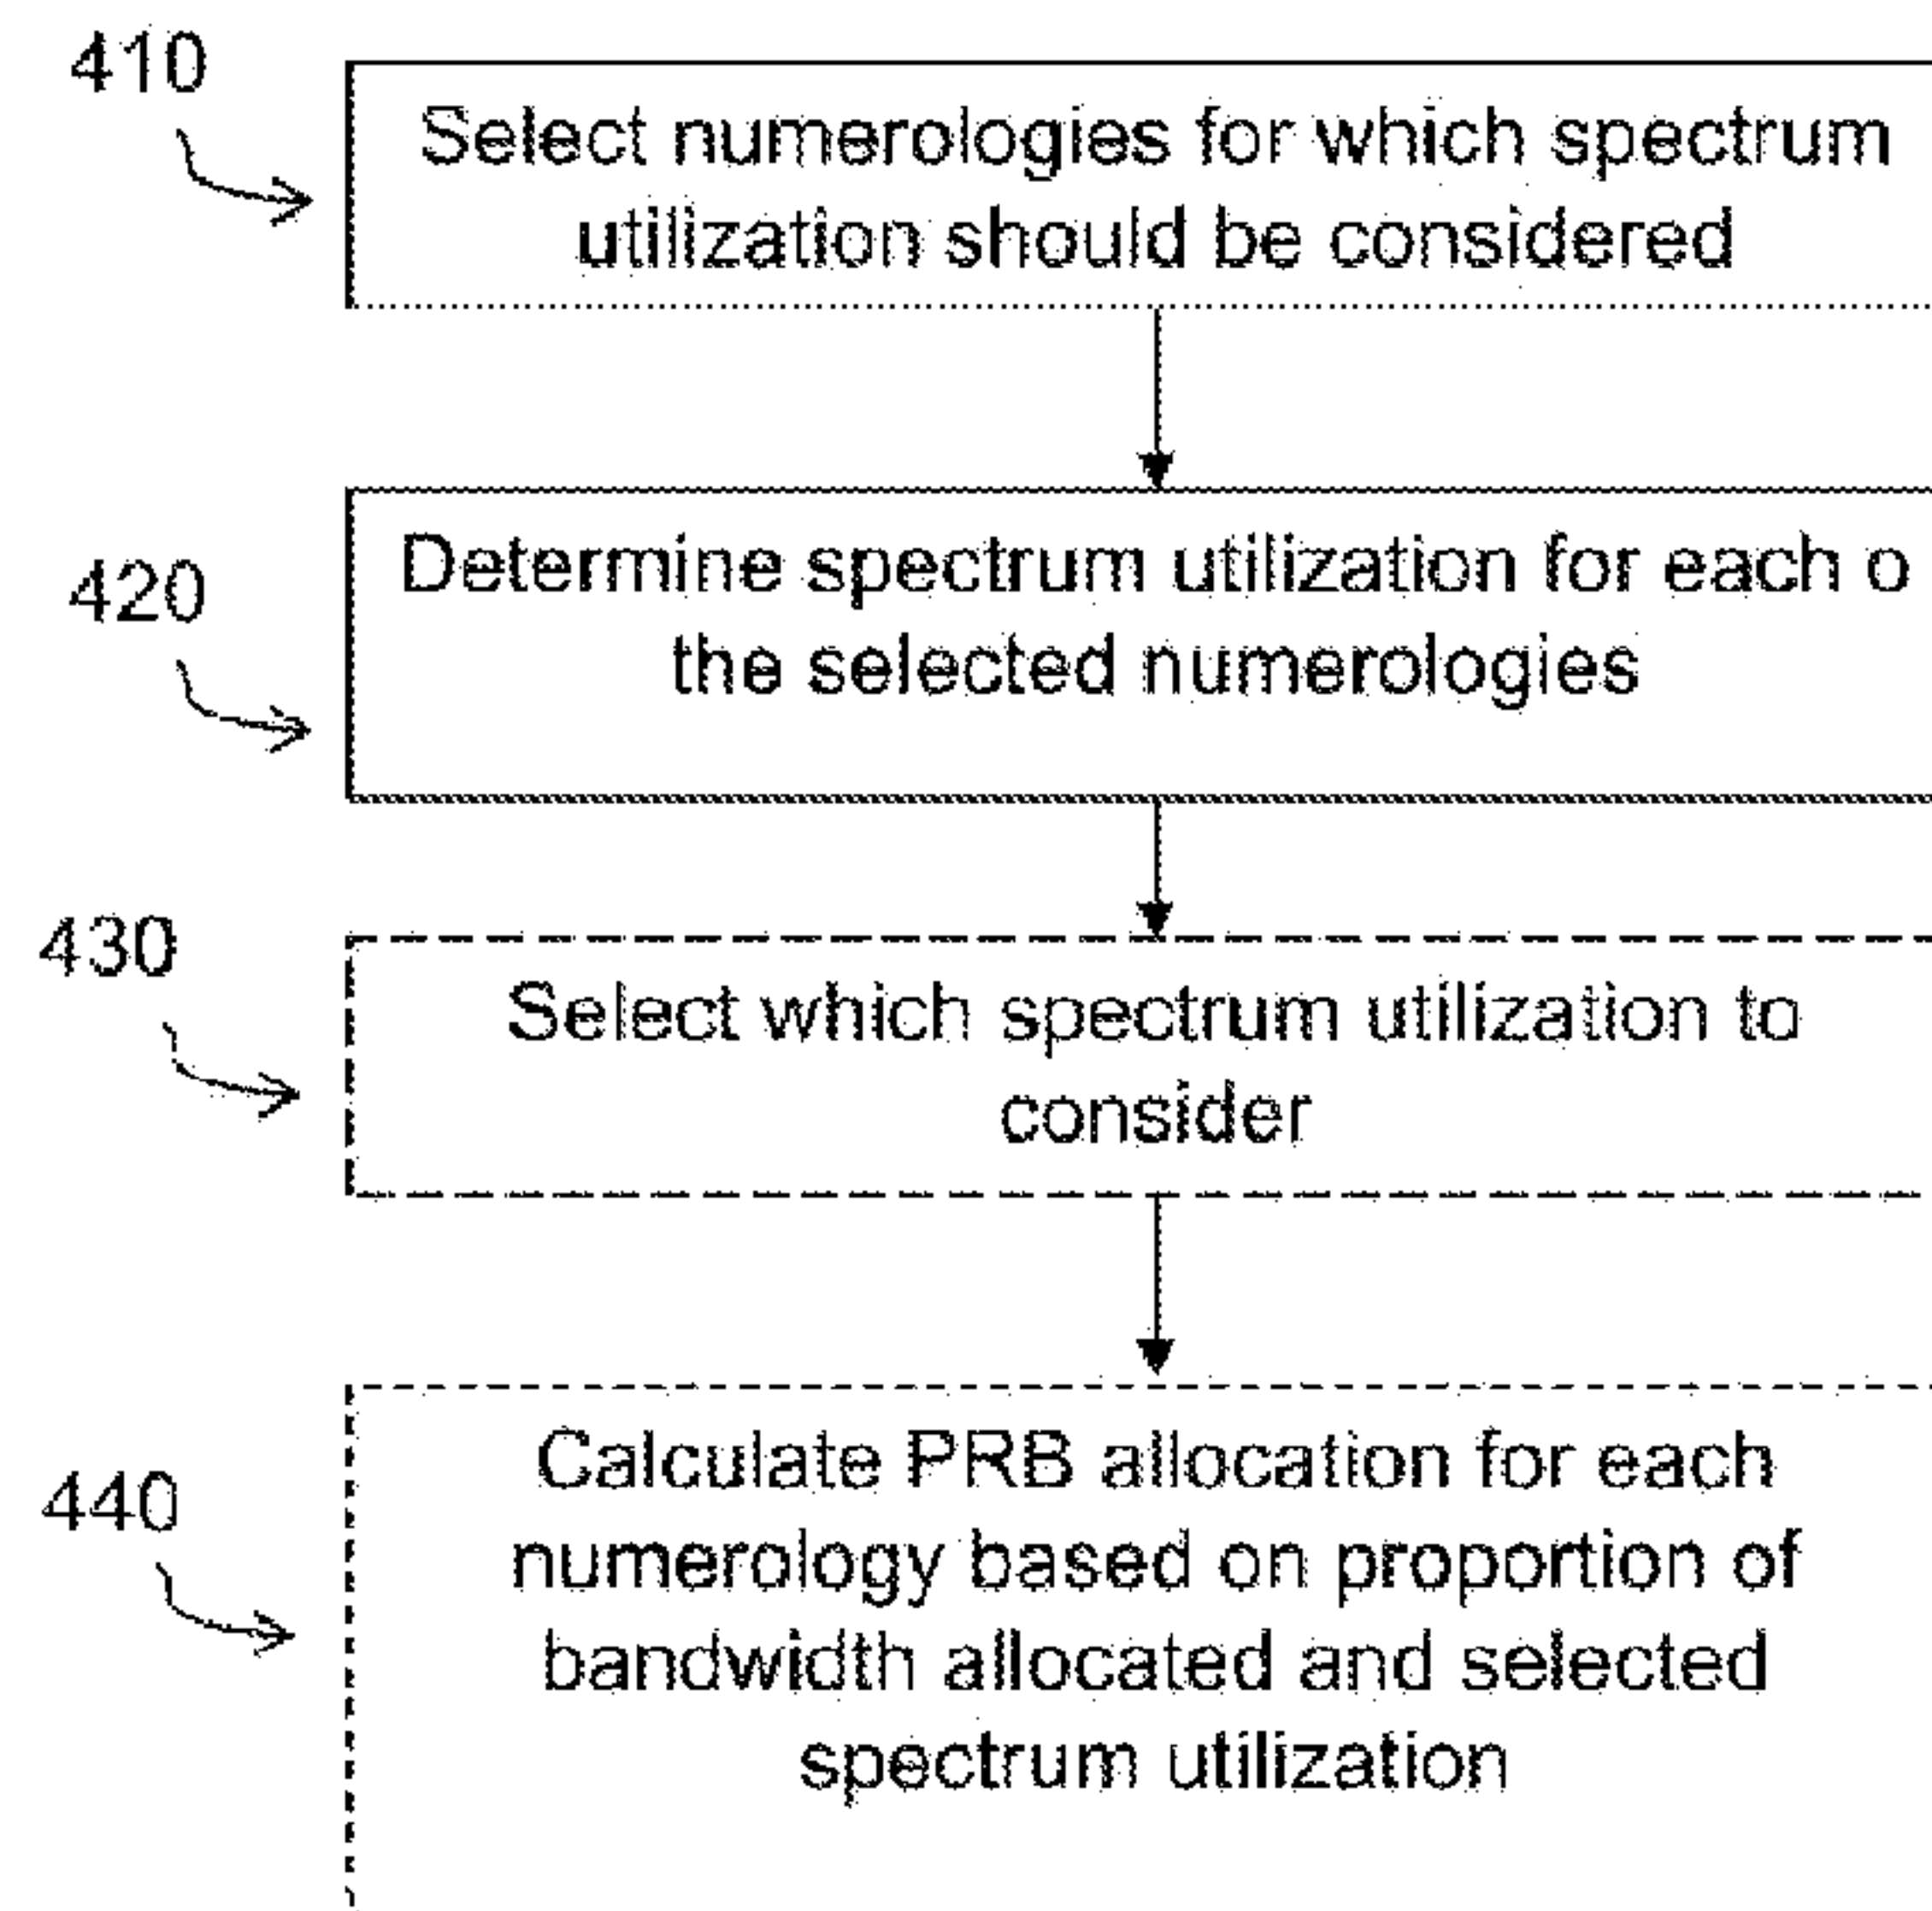 410
Select numerologies for which spectrum
utilization should be considered
420
Determine spectrum utilization for each o
the selected numerologies
430
Select which spectrum utilization to
consider
440
Calculate PRB allocation for each
numerology based on proportion of
bandwidth allocated and selected
spectrum utilization